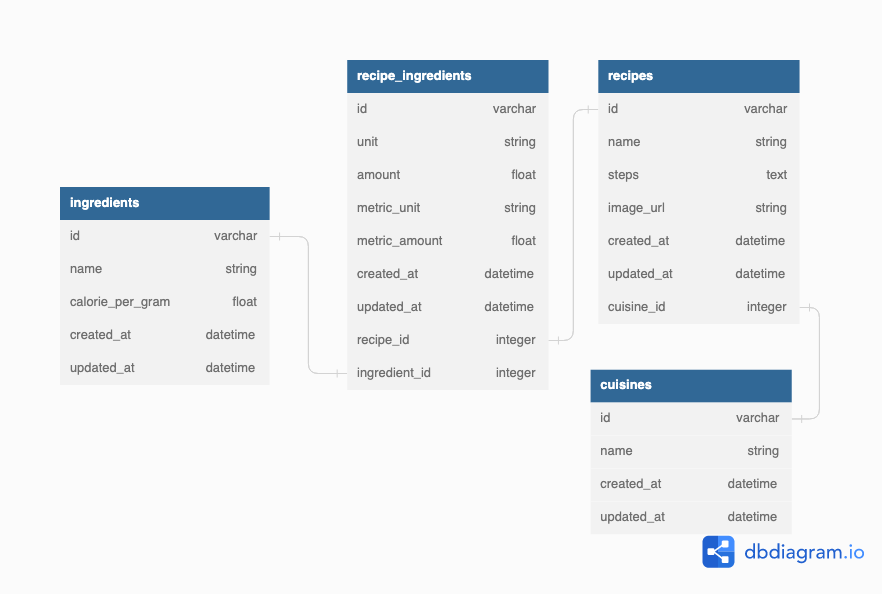 ingredients
id varchar
name string
calorie_per_gram float
created_at datetime
updated_at datetime
recipe_ingredients
id varchar
unit string
amount float
metric_unit string
metric_amount float
created_at datetime
updated_at datetime
recipe_id integer
ingredient_id integer
recipes
id varchar
name string
steps text
image_url string
created_at datetime
updated_at datetime
cuisine_id integer
cuisines
id varchar
name string
created_at datetime
updated_at datetime
dbdiagram.io